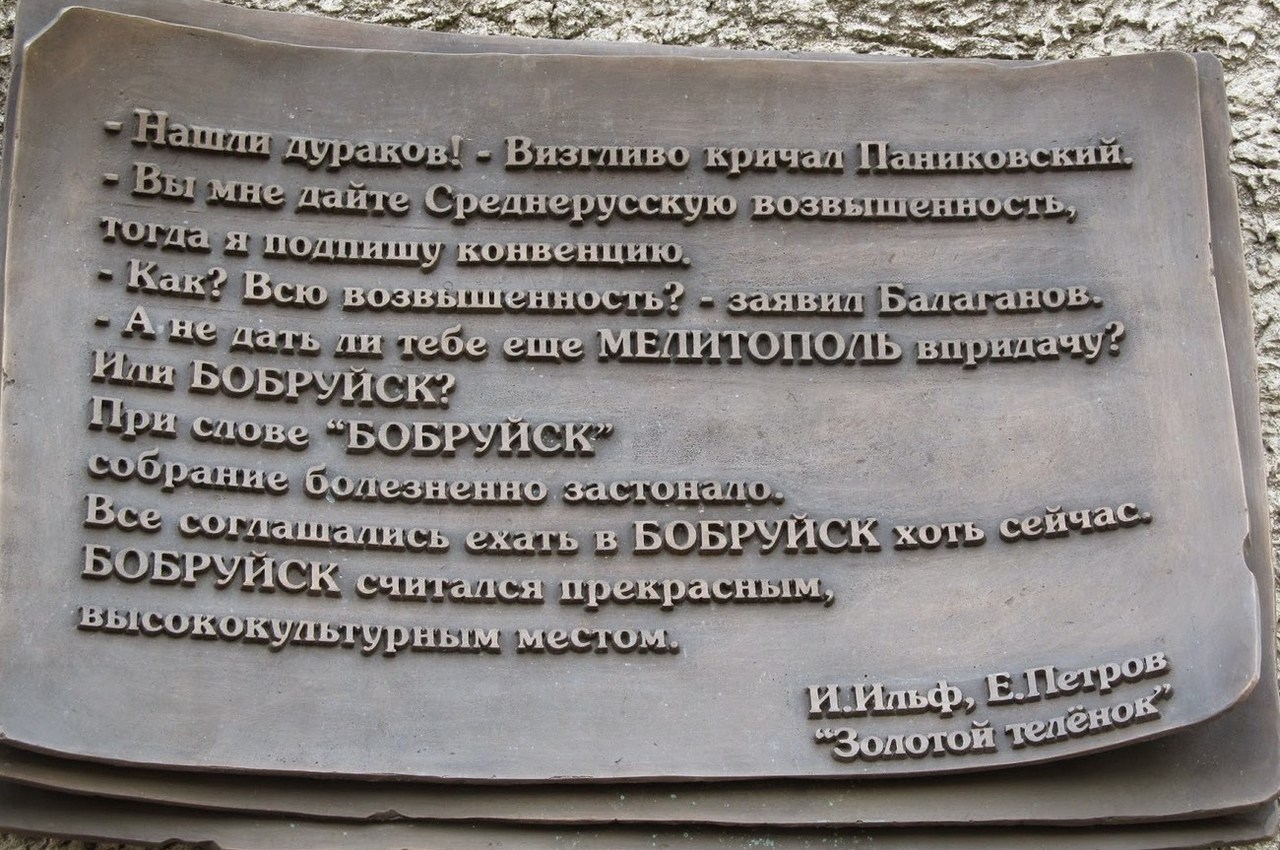 - Нашли дураков! - Визгливо кричал Паниковский.
- Вы мне дайте Среднерусскую возвышенность,
тогда я подпишу конвенцию.
- Как? Всю возвышенность? - заявил Балаганов.
- А не дать ли тебе еще МЕЛИТОПОЛЬ впридачу?
Или БОБРУЙСК?
При слове “БОБРУЙСК”
собрание болезненно застонало.
Все соглашались ехать в БОБРУЙСК хоть сейчас.
БОБРУЙСК считался прекрасным,
высококультурным местом.
И.Ильф, Е.Петров
“Золотой телёнок”